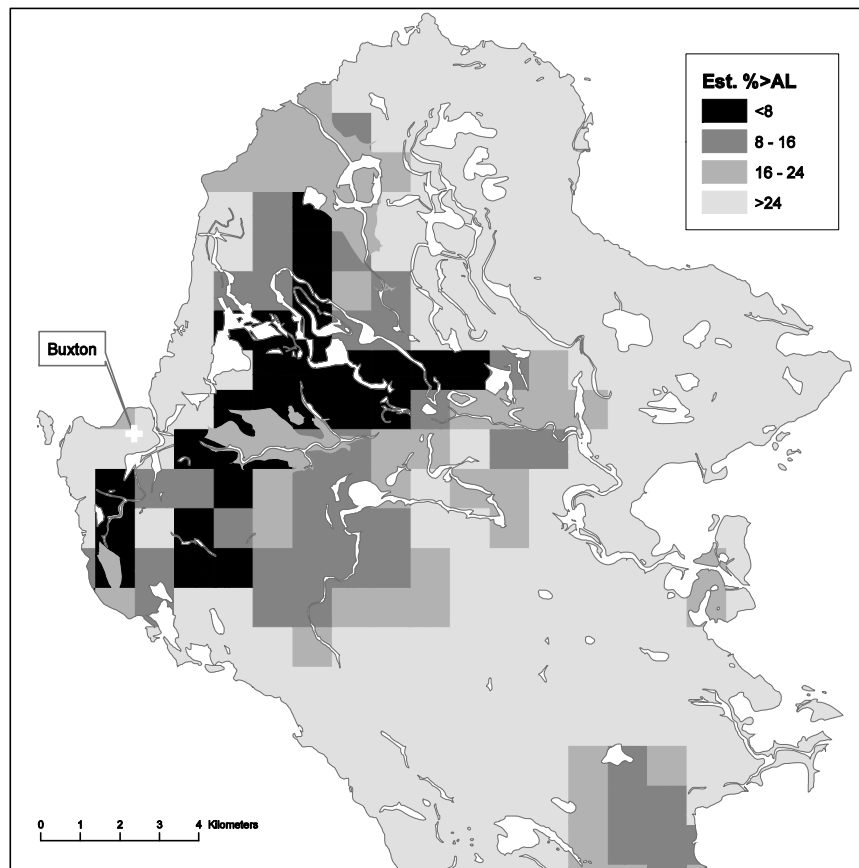 Est. %>AL
<8
8 - 16
16 - 24
>24
Buxton
0 1 2 3 4 Kilometers